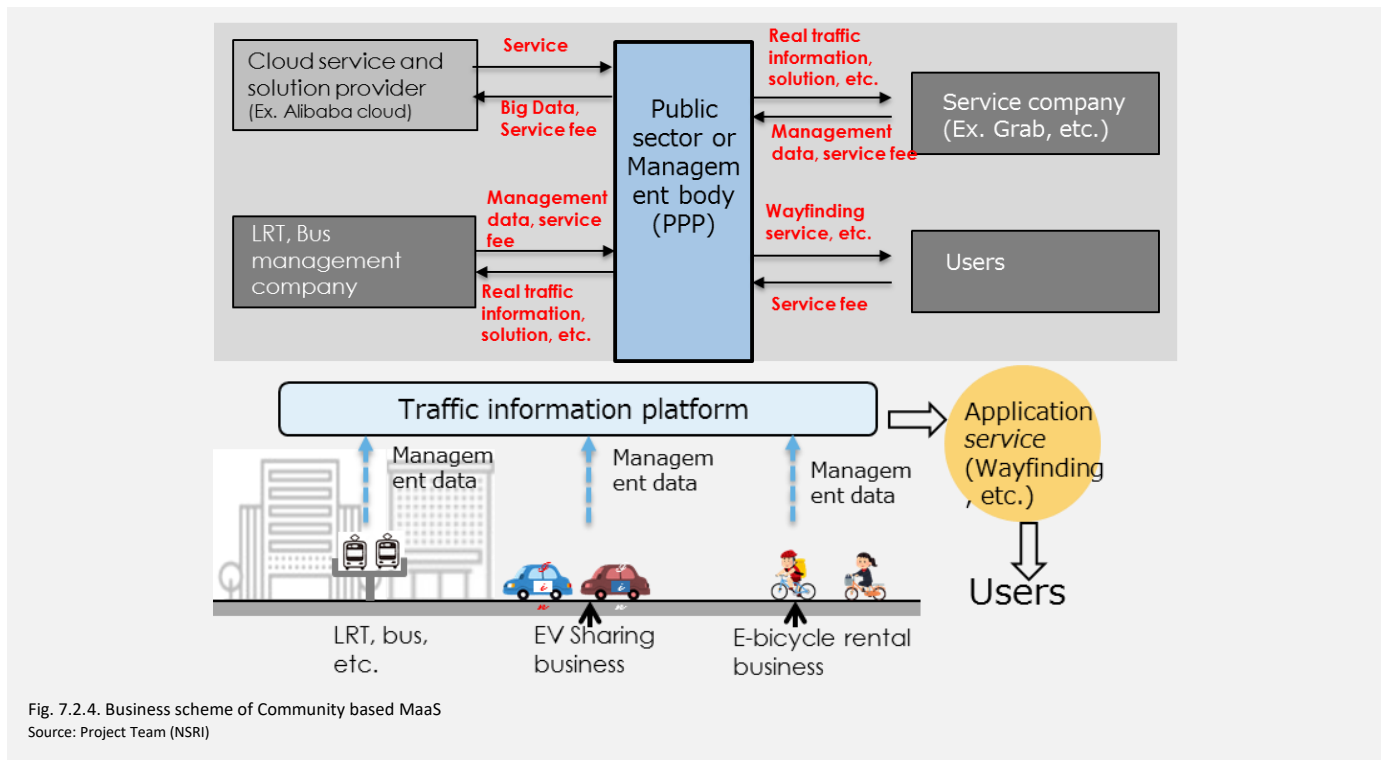 Cloud service and
solution provider
(Ex. Alibaba cloud)
Service
Big Data,
Service fee
LRT, Bus
management
company
Management
data, service
fee
Real traffic
information,
solution, etc.
Public
sector or
Managem
ent body
(PPP)
Real traffic
information,
solution, etc.
Management
data, service fee
Service company
(Ex. Grab, etc.)
Wayfinding
service, etc.
Service fee
Users
Traffic information platform
Application
service
(Wayfinding
, etc.)
Users
Managem
ent data
Managem
ent data
Managem
ent data
LRT, bus,
etc.
EV Sharing
business
E-bicycle rental
business
Fig. 7.2.4. Business scheme of Community based MaaS
Source: Project Team (NSRI)